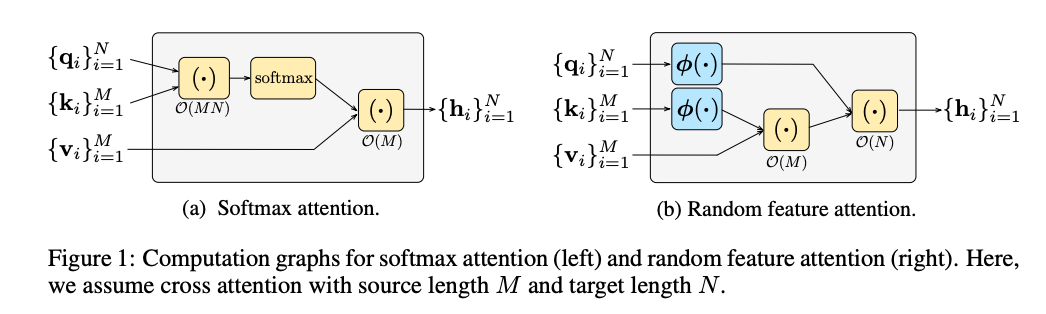 {q_i}_{i=1}^N
{k_i}_{i=1}^M
{v_i}_{i=1}^M
(·)
O(MN)
softmax
(·)
O(M)
{h_i}_{i=1}^N
(a) Softmax attention.
{q_i}_{i=1}^N
{k_i}_{i=1}^M
{v_i}_{i=1}^M
ϕ(·)
ϕ(·)
(·)
O(M)
(·)
O(N)
{h_i}_{i=1}^N
(b) Random feature attention.
Figure 1: Computation graphs for softmax attention (left) and random feature attention (right). Here,
we assume cross attention with source length M and target length N.